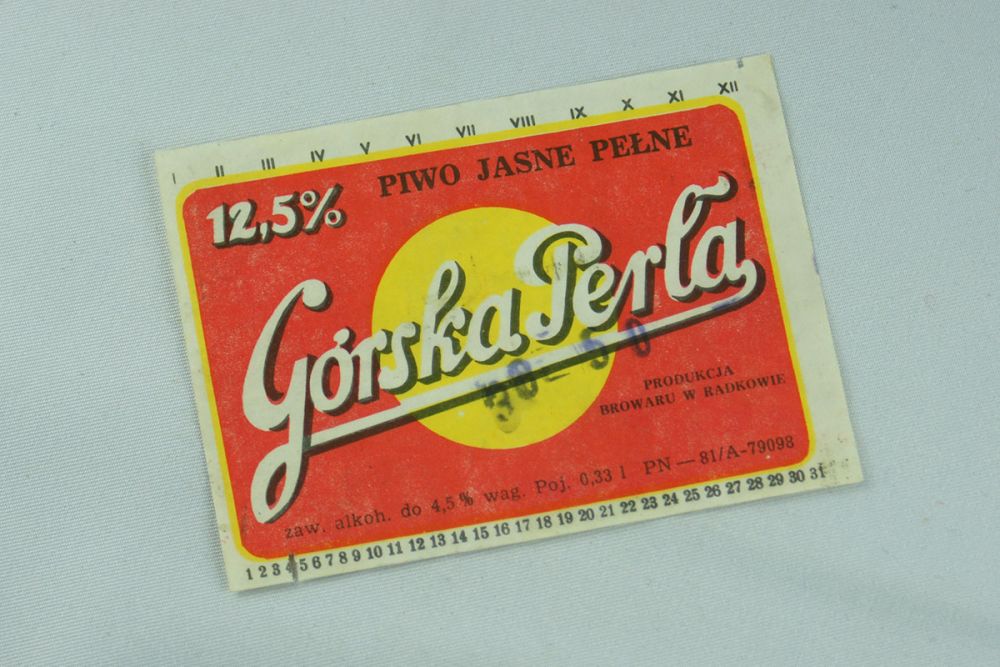 I II III IV V VI VII VIII IX X XI XII
PIWO JASNE PEŁNE
12,5%
Górska Perła
PRODUKCJA
BROWARU W RADKOWIE
zaw. alkoh. do 4,5% wag. Poj. 0,33 l PN — 81/A-79098
1 2 3 4 5 6 7 8 9 10 11 12 13 14 15 16 17 18 19 20 21 22 23 24 25 26 27 28 29 30 31